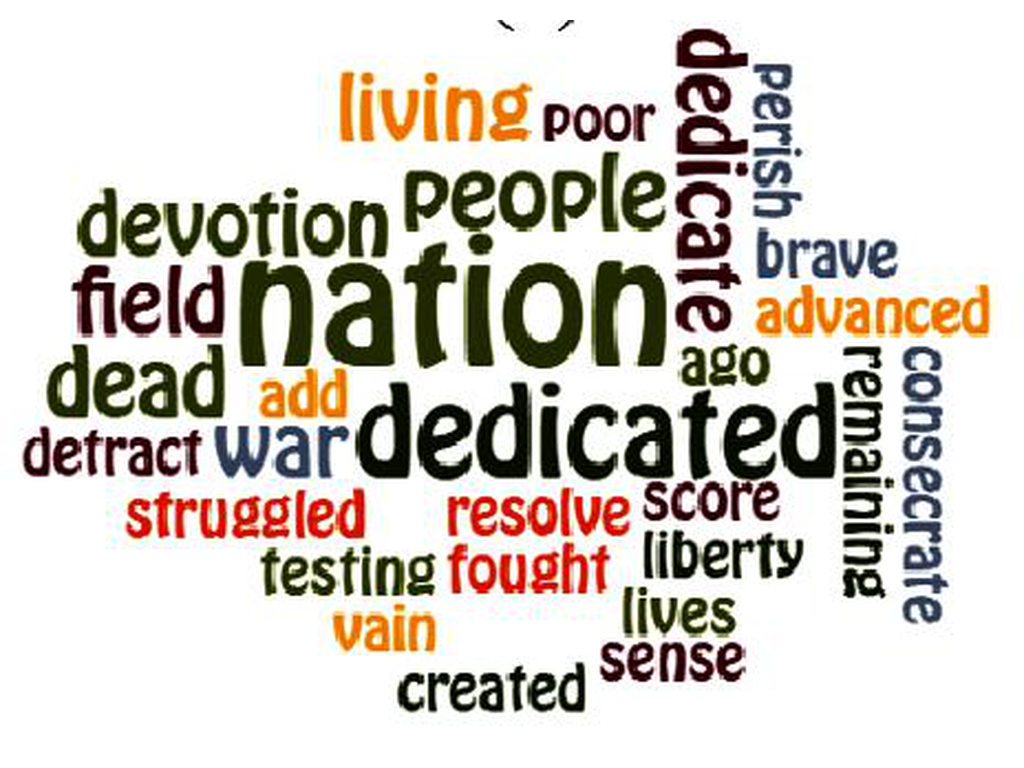 living
poor
dedicate
perish
people
devotion
brave
nation
field
advanced
ago
dead
add
dedicated
remaining
consecrate
detract
war
struggled
resolve
score
testing
fought
liberty
vain
lives
sense
created